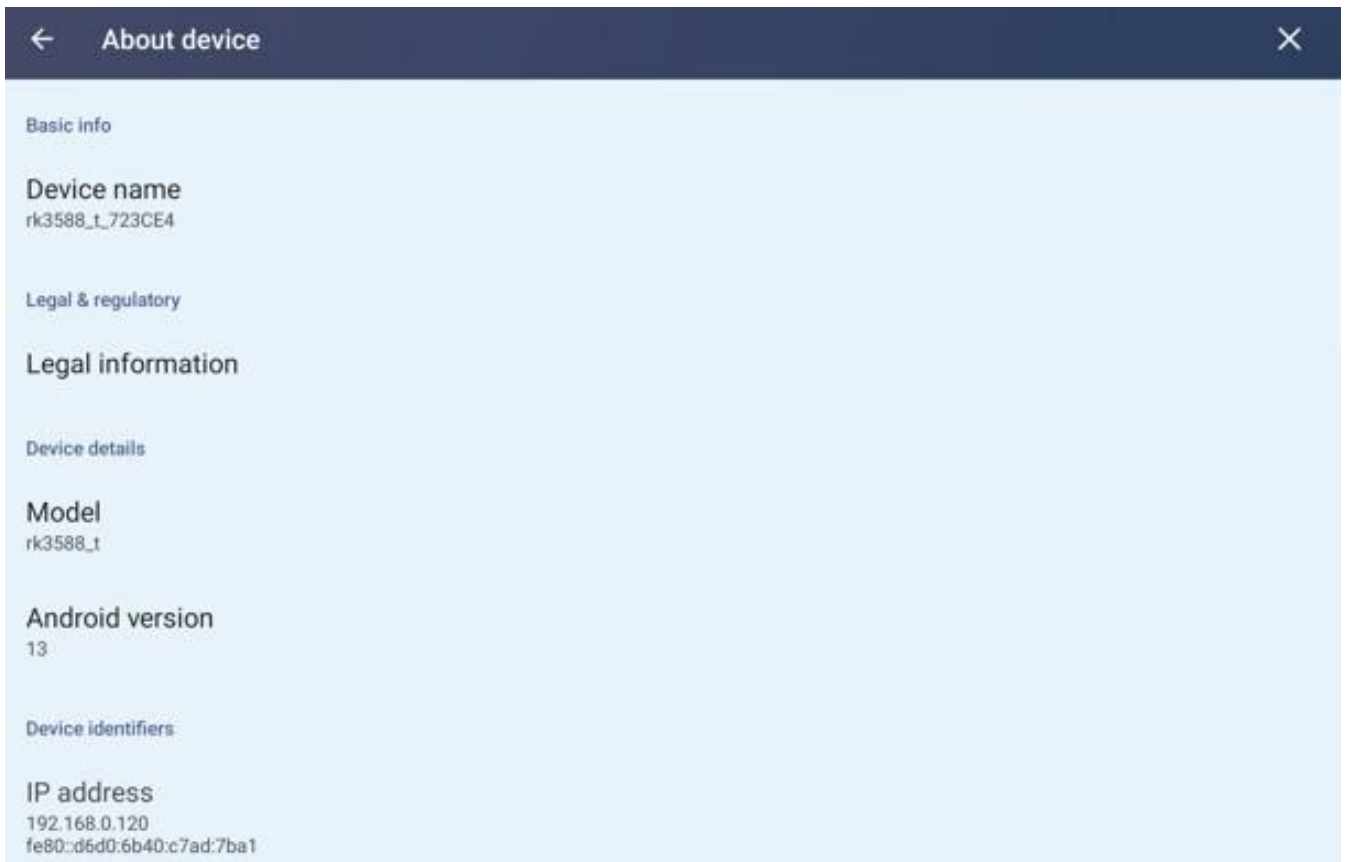 About device
Basic info
Device name
rk3588_t_723CE4
Legal & regulatory
Legal information
Device details
Model
rk3588_t
Android version
13
Device identifiers
IP address
192.168.0.120
fe80::d6d0:6b40:c7ad:7ba1